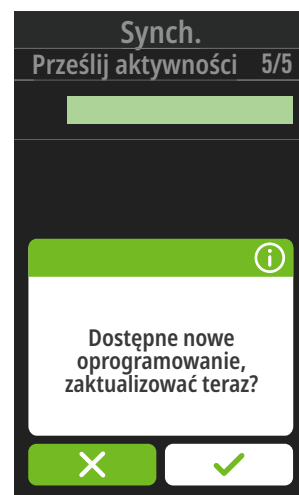 Synch.
Prześlij aktywności 5/5
Dostępne nowe
oprogramowanie,
zaktualizować teraz?